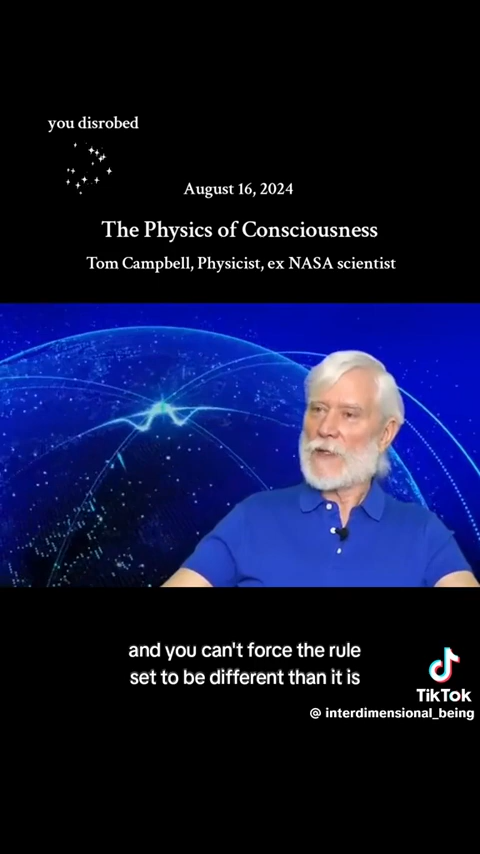 you disrobed
August 16, 2024
The Physics of Consciousness
Tom Campbell, Physicist, ex NASA scientist
and you can't force the rule
set to be different than it is
TikTok
@ interdimensional_being